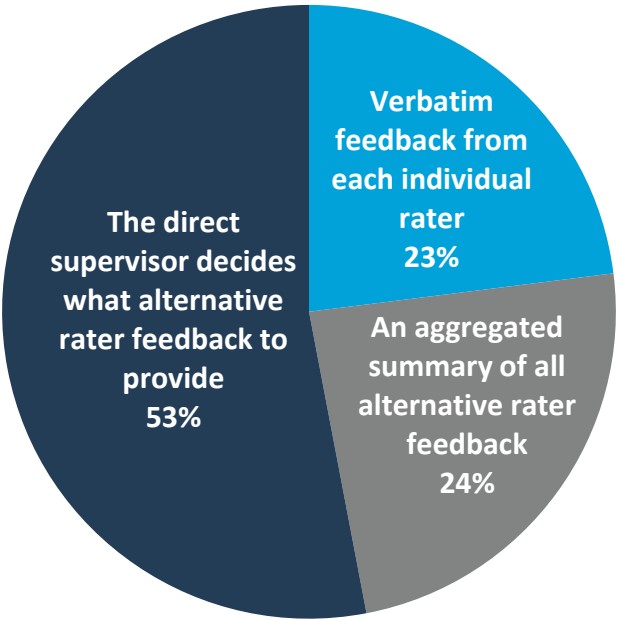 Verbatim
feedback from
each individual
rater
23%
An aggregated
summary of all
alternative rater
feedback
24%
The direct
supervisor decides
what alternative
rater feedback to
provide
53%